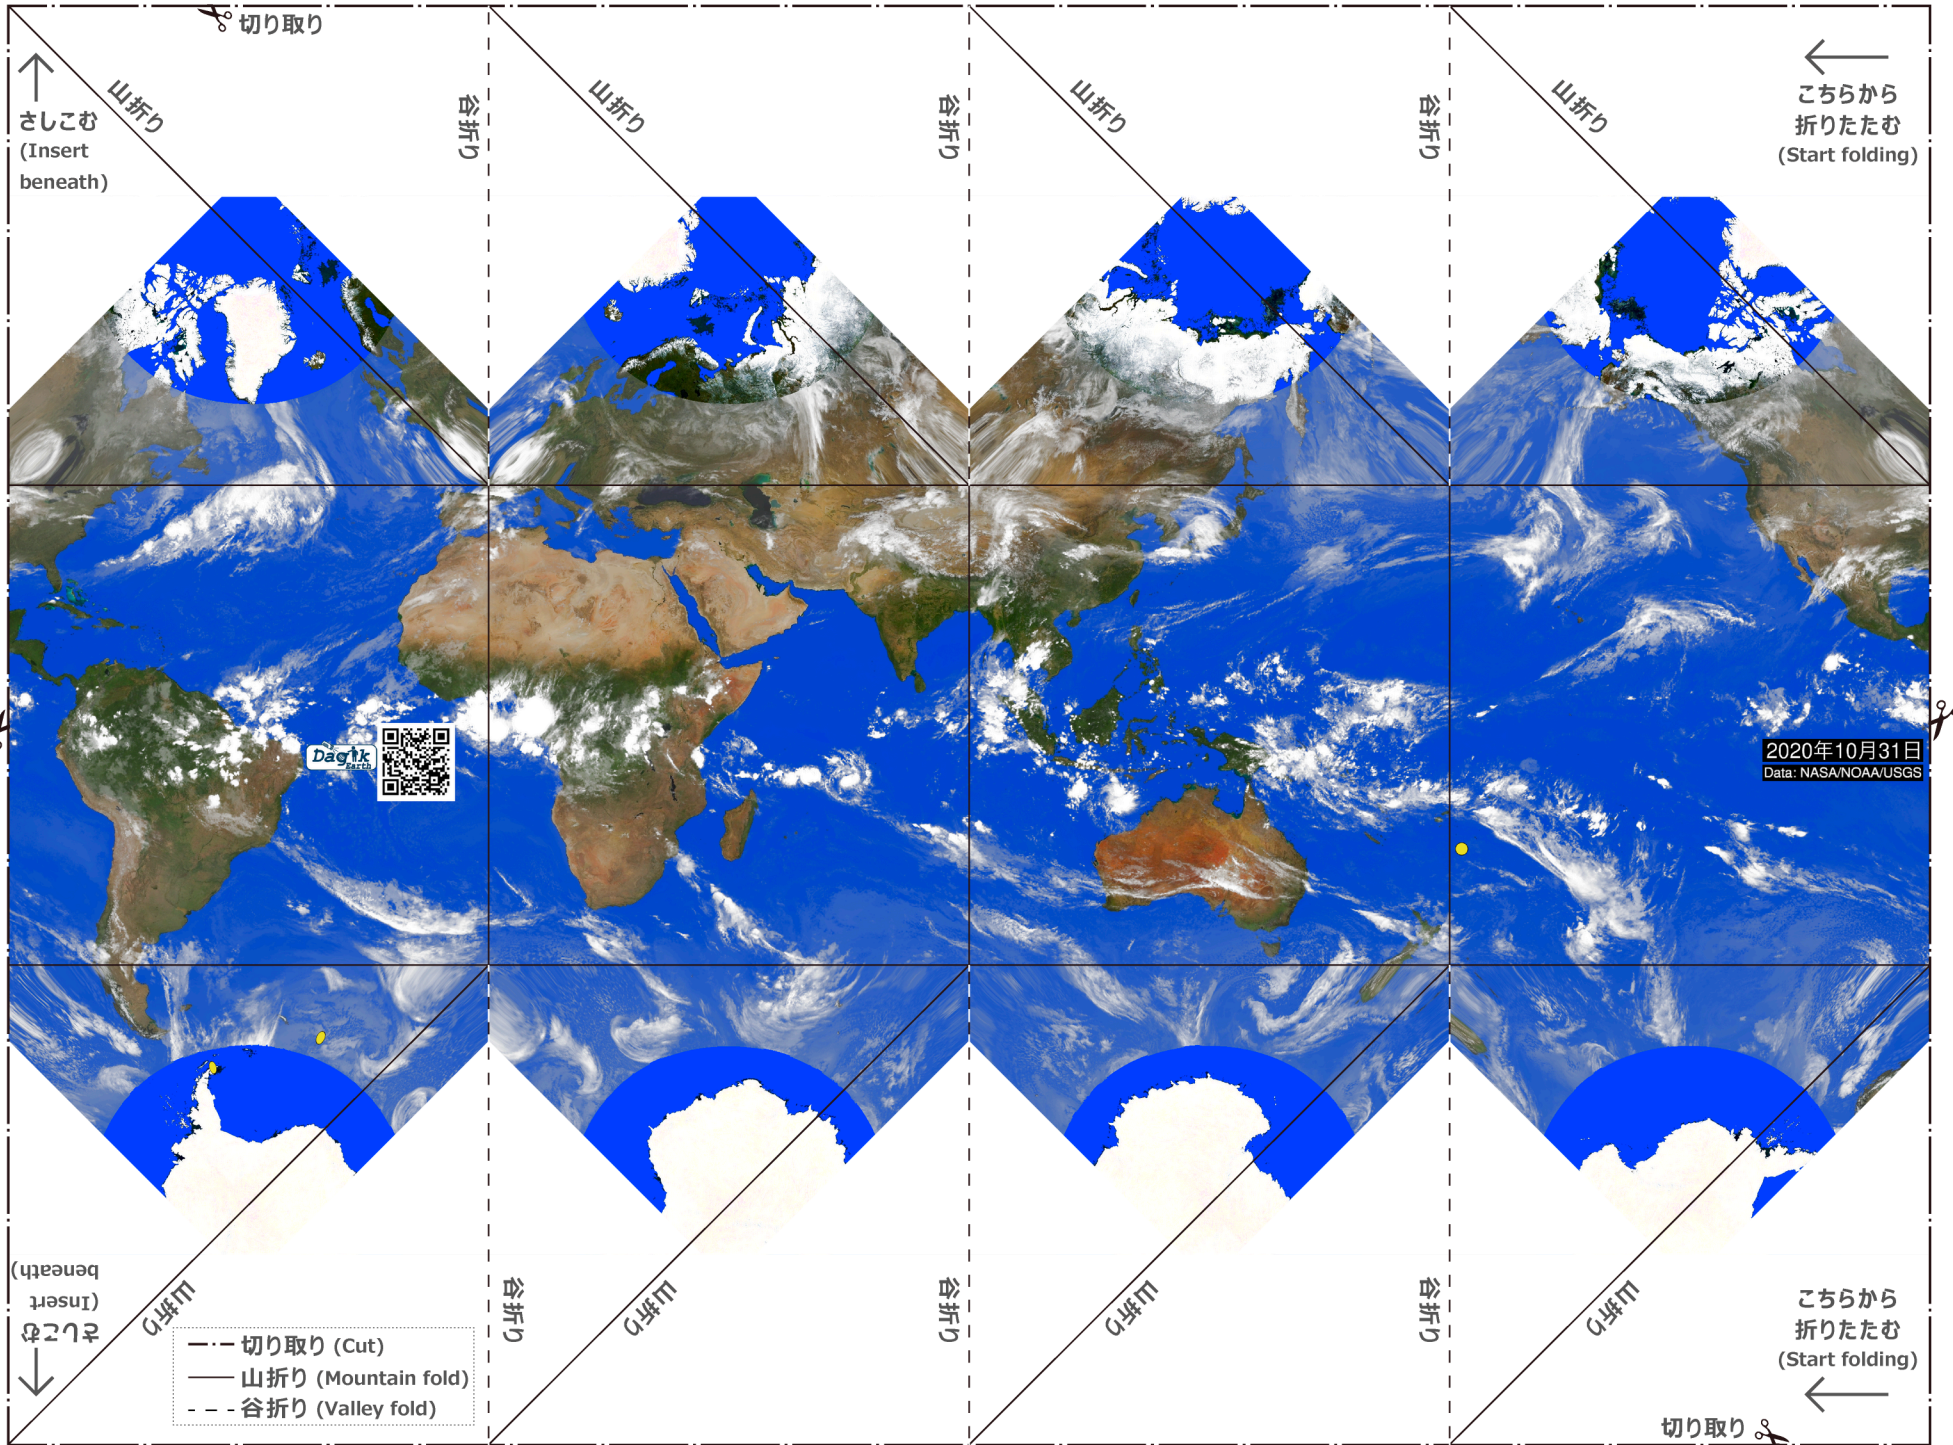 切り取り
さしこむ
(Insert
beneath)
山折り
谷折り
山折り
谷折り
山折り
谷折り
山折り
こちらから
折りたたむ
(Start folding)
Dagik
Earth
2020年10月31日
Data: NASA/NOAA/USGS
さしこむ
(Insert
beneath)
山折り
谷折り
山折り
谷折り
山折り
谷折り
山折り
こちらから
折りたたむ
(Start folding)
切り取り (Cut)
山折り (Mountain fold)
谷折り (Valley fold)
切り取り